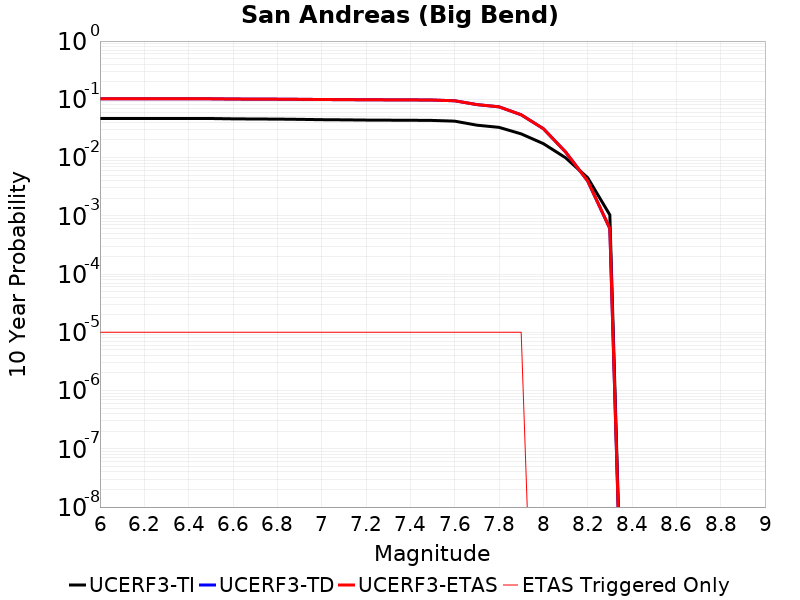 San Andreas (Big Bend)
10 Year Probability
10^0
10^-1
10^-2
10^-3
10^-4
10^-5
10^-6
10^-7
10^-8
6 6.2 6.4 6.6 6.8 7 7.2 7.4 7.6 7.8 8 8.2 8.4 8.6 8.8 9
Magnitude
UCERF3-TI UCERF3-TD UCERF3-ETAS ETAS Triggered Only